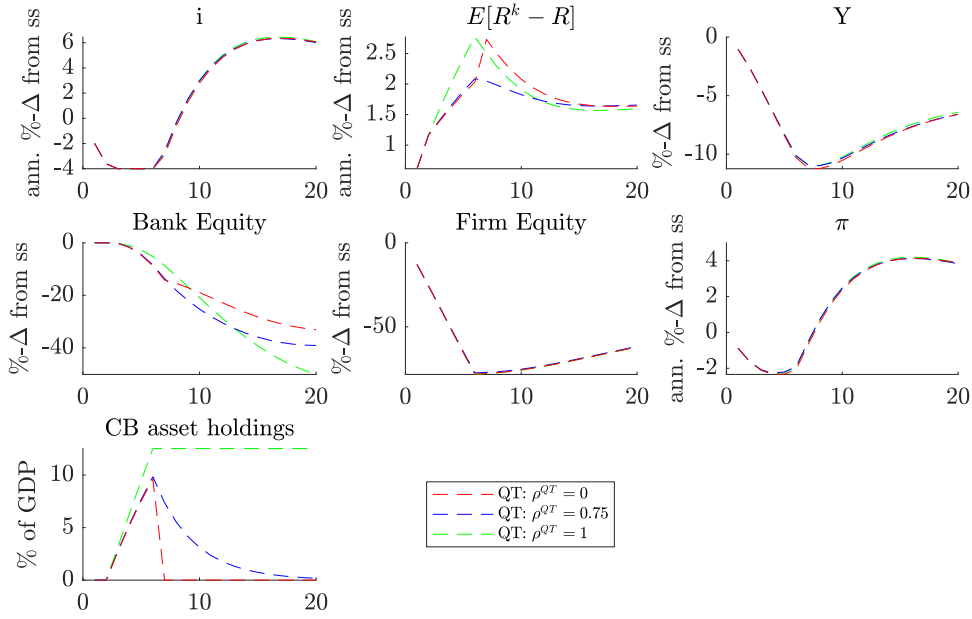 i
ann. %-Δ from ss
6
4
2
0
-2
-4
0
10
20
E[R^k − R]
ann. %-Δ from ss
2.5
2
1.5
1
0
10
20
Y
%-Δ from ss
0
-5
-10
0
10
20
Bank Equity
%-Δ from ss
0
-20
-40
0
10
20
Firm Equity
%-Δ from ss
-50
0
10
20
π
ann. %-Δ from ss
4
2
0
-2
0
10
20
CB asset holdings
% of GDP
10
5
0
0
10
20
QT: ρ^{QT} = 0
QT: ρ^{QT} = 0.75
QT: ρ^{QT} = 1